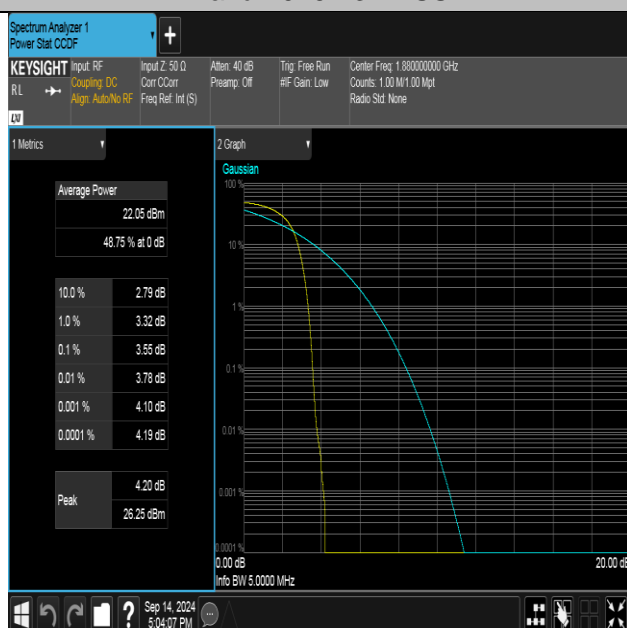 Spectrum Analyzer 1
Power Stat CCDF
+
KEYSIGHT
RL
LXI
Input: RF
Coupling: DC
Align: Auto/No RF
Input Z: 50 Ω
Corr CCorr
Freq Ref: Int (S)
Atten: 40 dB
Preamp: Off
Trig: Free Run
#IF Gain: Low
Center Freq: 1.880000000 GHz
Counts: 1.00 M/1.00 Mpt
Radio Std: None
1 Metrics
Average Power
22.05 dBm
48.75 % at 0 dB
10.0 % 2.79 dB
1.0 % 3.32 dB
0.1 % 3.55 dB
0.01 % 3.78 dB
0.001 % 4.10 dB
0.0001 % 4.19 dB
Peak
4.20 dB
26.25 dBm
2 Graph
Gaussian
100 %
10 %
1 %
0.1 %
0.01 %
0.001 %
0.0001 %
0.00 dB 20.00 dB
Info BW 5.0000 MHz
?
Sep 14, 2024
5:04:07 PM